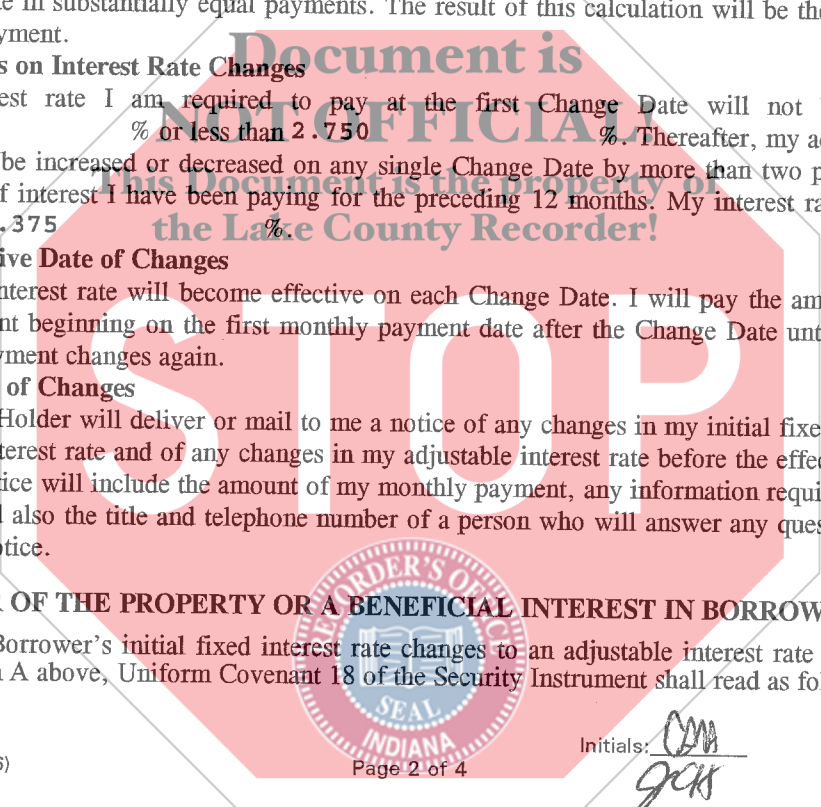 e in substantially equal payments. The result of this calculation will be the
yment.
s on Interest Rate Changes
est rate I am required to pay at the first Change Date will not
% or less than 2.750 %. Thereafter, my a
be increased or decreased on any single Change Date by more than two p
f interest I have been paying for the preceding 12 months. My interest ra
.375 %.
ive Date of Changes
nterest rate will become effective on each Change Date. I will pay the am
nt beginning on the first monthly payment date after the Change Date unt
yment changes again.
of Changes
Holder will deliver or mail to me a notice of any changes in my initial fixe
terest rate and of any changes in my adjustable interest rate before the effec
tice will include the amount of my monthly payment, any information requi
l also the title and telephone number of a person who will answer any ques
otice.
R OF THE PROPERTY OR A BENEFICIAL INTEREST IN BORROW
Borrower's initial fixed interest rate changes to an adjustable interest rate
n A above, Uniform Covenant 18 of the Security Instrument shall read as fol
Initials:
6)
Page 2 of 4
Document is
NOT OFFICIAL
This Document is the property of
the Lake County Recorder!
STOP
RECORDER'S OFFICE
SEAL
INDIANA